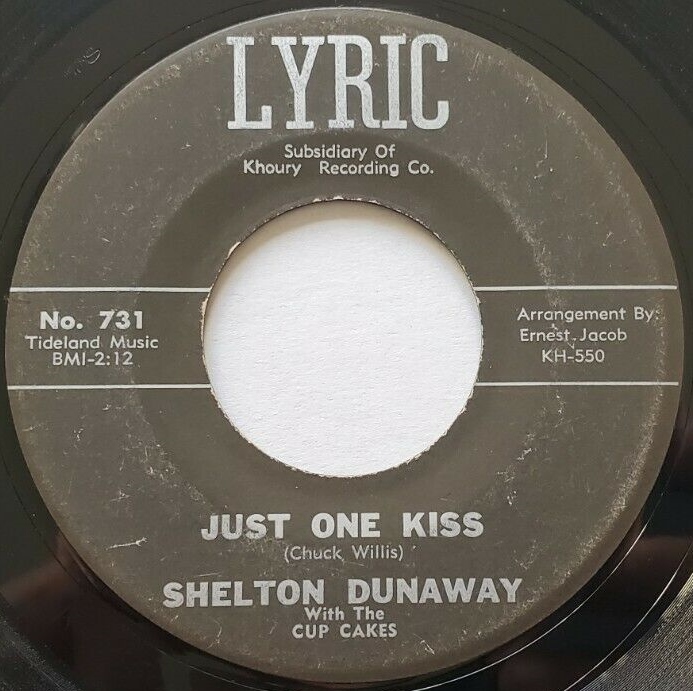 LYRIC
Subsidiary Of
Khoury Recording Co.
No. 731
Tideland Music
BMI-2:12
Arrangement By:
Ernest Jacob
KH-550
JUST ONE KISS
(Chuck Willis)
SHELTON DUNAWAY
With The
CUP CAKES